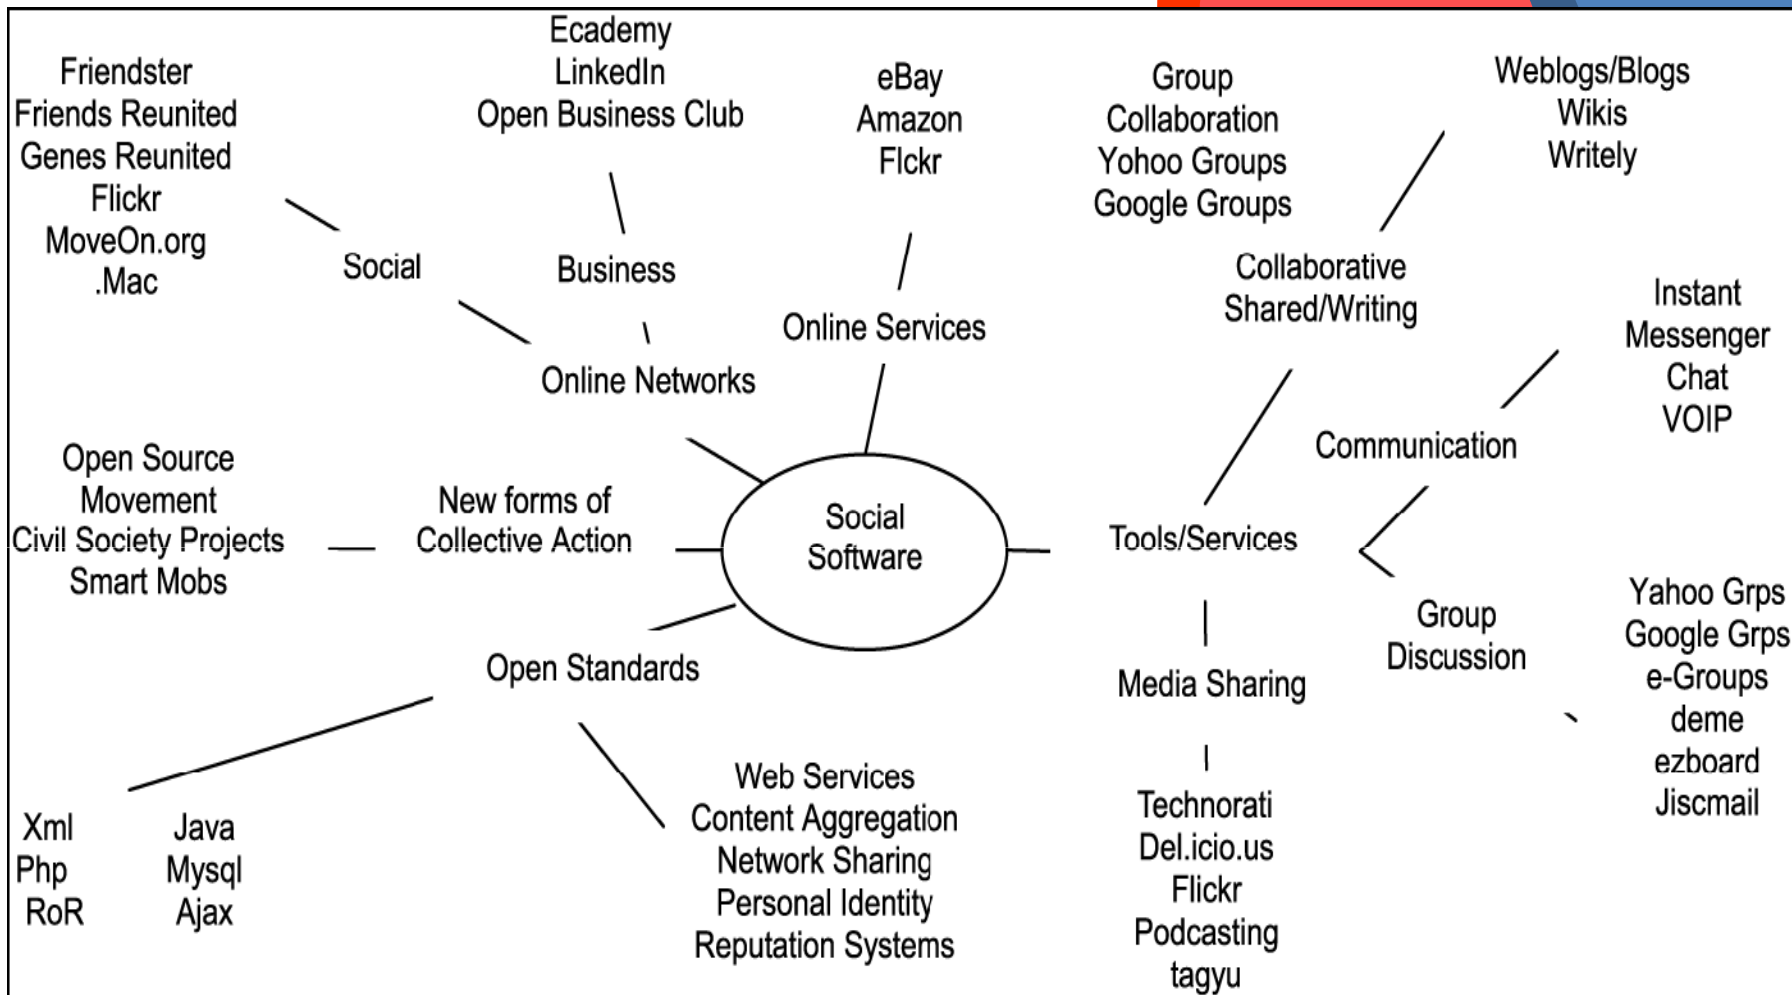 Friendster
Friends Reunited
Genes Reunited
Flickr
MoveOn.org
.Mac
Social
Ecademy
LinkedIn
Open Business Club
Business
Online Networks
eBay
Amazon
Flckr
Online Services
Group
Collaboration
Yohoo Groups
Google Groups
Weblogs/Blogs
Wikis
Writely
Collaborative
Shared/Writing
Instant
Messenger
Chat
VOIP
Communication
Open Source
Movement
Civil Society Projects
Smart Mobs
New forms of
Collective Action
Social
Software
Tools/Services
Group
Discussion
Yahoo Grps
Google Grps
e-Groups
deme
ezboard
Jiscmail
Open Standards
Media Sharing
Xml
Php
RoR
Java
Mysql
Ajax
Web Services
Content Aggregation
Network Sharing
Personal Identity
Reputation Systems
Technorati
Del.icio.us
Flickr
Podcasting
tagyu